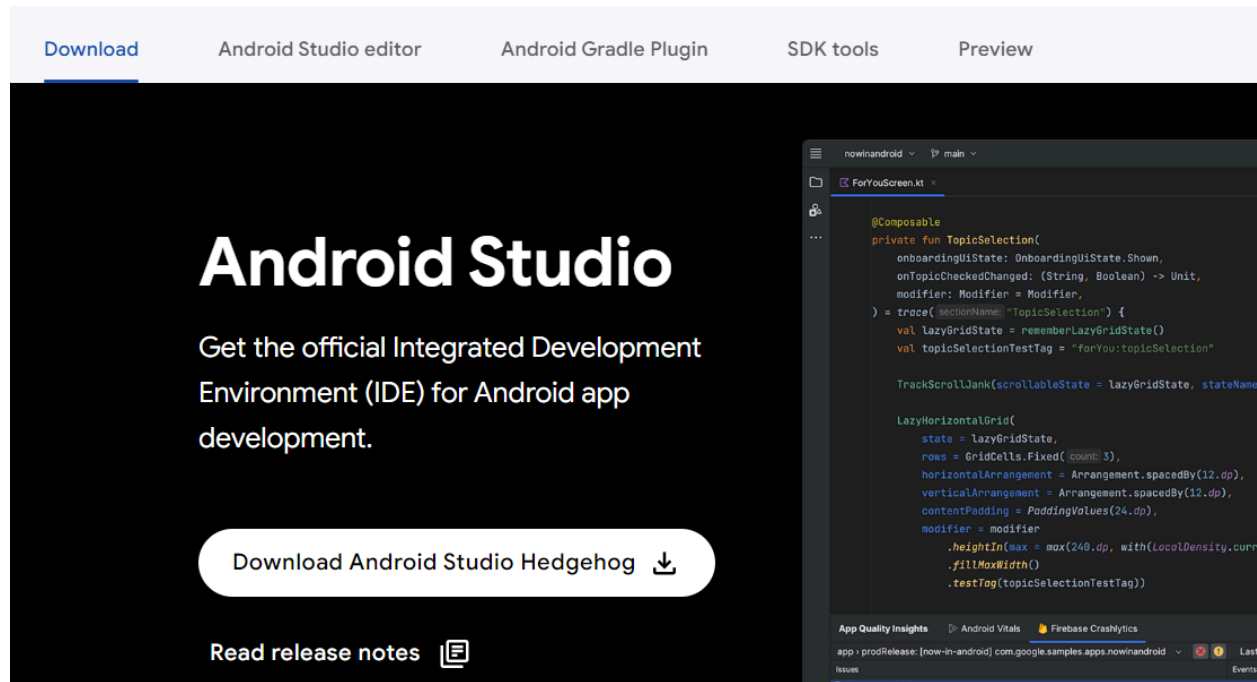 Download Android Studio editor Android Gradle Plugin SDK tools Preview
Android Studio
Get the official Integrated Development
Environment (IDE) for Android app
development.
Download Android Studio Hedgehog
Read release notes
nowinandroid main
ForYouScreen.kt ×
@Composable
private fun TopicSelection(
onboardingUiState: OnboardingUiState.Shown,
onTopicCheckedChanged: (String, Boolean) -> Unit,
modifier: Modifier = Modifier,
) = trace( sectionName: "TopicSelection") {
val lazyGridState = rememberLazyGridState()
val topicSelectionTestTag = "forYou:topicSelection"
TrackScrollJank(scrollableState = lazyGridState, stateName
LazyHorizontalGrid(
state = lazyGridState,
rows = GridCells.Fixed( count: 3),
horizontalArrangement = Arrangement.spacedBy(12.dp),
verticalArrangement = Arrangement.spacedBy(12.dp),
contentPadding = PaddingValues(24.dp),
modifier = modifier
.heightIn(max = max(240.dp, with(LocalDensity.curr
.fillMaxWidth()
.testTag(topicSelectionTestTag))
App Quality Insights Android Vitals Firebase Crashlytics
app › prodRelease: [now-in-android] com.google.samples.apps.nowinandroid Last
Issues Events